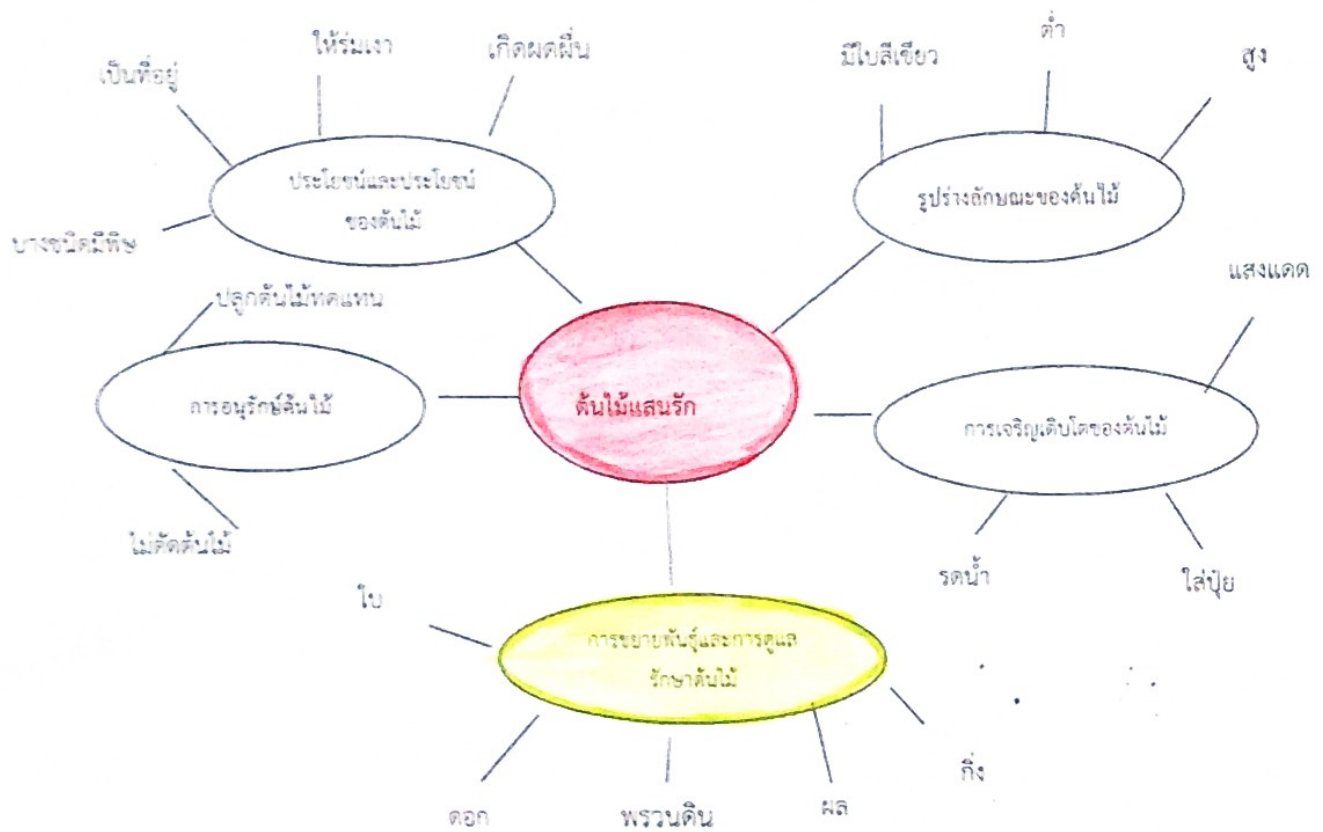 ให้ร่มเงา
เกิดผดผื่น
เป็นที่อยู่
บางชนิดมีพิษ
ประโยชน์และประโยชน์
ของต้นไม้
มีใบสีเขียว
ต่ำ
สูง
รูปร่างลักษณะของต้นไม้
ปลูกต้นไม้ทดแทน
การอนุรักษ์ต้นไม้
ไม่ตัดต้นไม้
ต้นไม้แสนรัก
แสงแดด
การเจริญเติบโตของต้นไม้
รดน้ำ
ใส่ปุ๋ย
ใบ
การขยายพันธุ์และการดูแล
รักษาต้นไม้
ดอก
พรวนดิน
ผล
กิ่ง